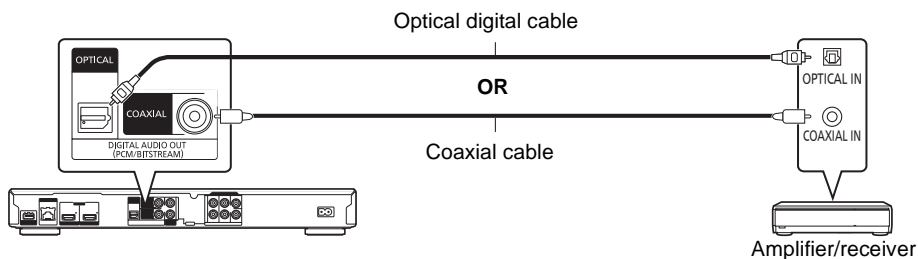 Optical digital cable
OPTICAL
OPTICAL IN
OR
COAXIAL
COAXIAL IN
DIGITAL AUDIO OUT
(PCM/BITSTREAM)
Coaxial cable
Amplifier/receiver